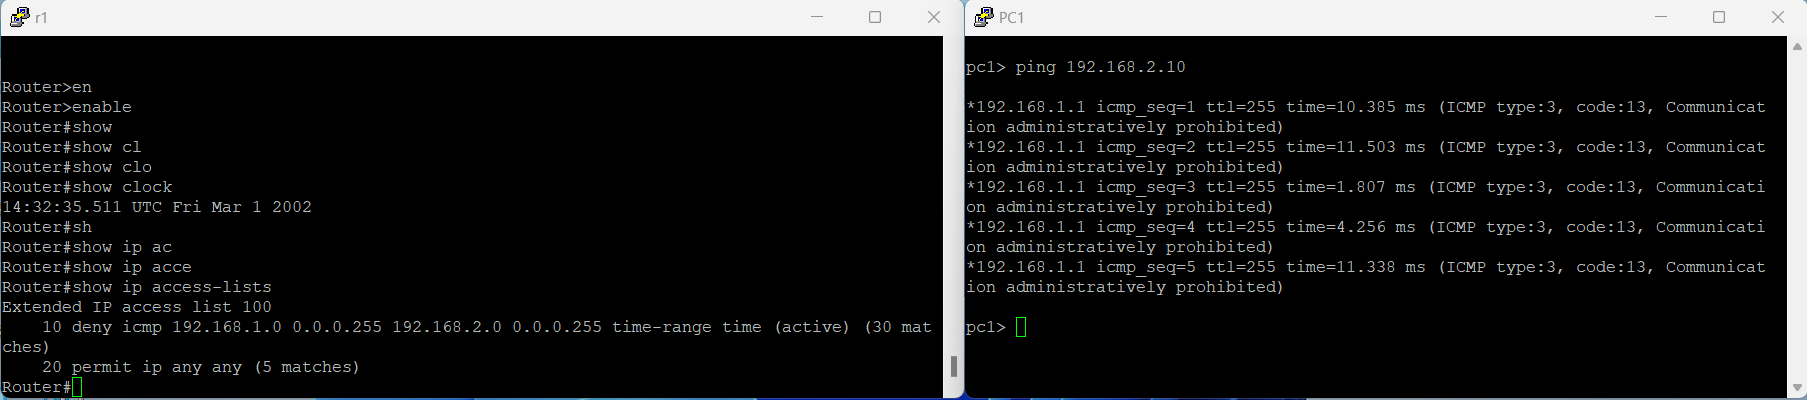 r1
Router>en
Router>enable
Router#show
Router#show cl
Router#show clo
Router#show clock
14:32:35.511 UTC Fri Mar 1 2002
Router#sh
Router#show ip ac
Router#show ip acce
Router#show ip access-lists
Extended IP access list 100
    10 deny icmp 192.168.1.0 0.0.0.255 192.168.2.0 0.0.0.255 time-range time (active) (30 mat
ches)
    20 permit ip any any (5 matches)
Router#
PC1
pc1> ping 192.168.2.10
*192.168.1.1 icmp_seq=1 ttl=255 time=10.385 ms (ICMP type:3, code:13, Communicat
ion administratively prohibited)
*192.168.1.1 icmp_seq=2 ttl=255 time=11.503 ms (ICMP type:3, code:13, Communicat
ion administratively prohibited)
*192.168.1.1 icmp_seq=3 ttl=255 time=1.807 ms (ICMP type:3, code:13, Communicati
on administratively prohibited)
*192.168.1.1 icmp_seq=4 ttl=255 time=4.256 ms (ICMP type:3, code:13, Communicati
on administratively prohibited)
*192.168.1.1 icmp_seq=5 ttl=255 time=11.338 ms (ICMP type:3, code:13, Communicat
ion administratively prohibited)
pc1>